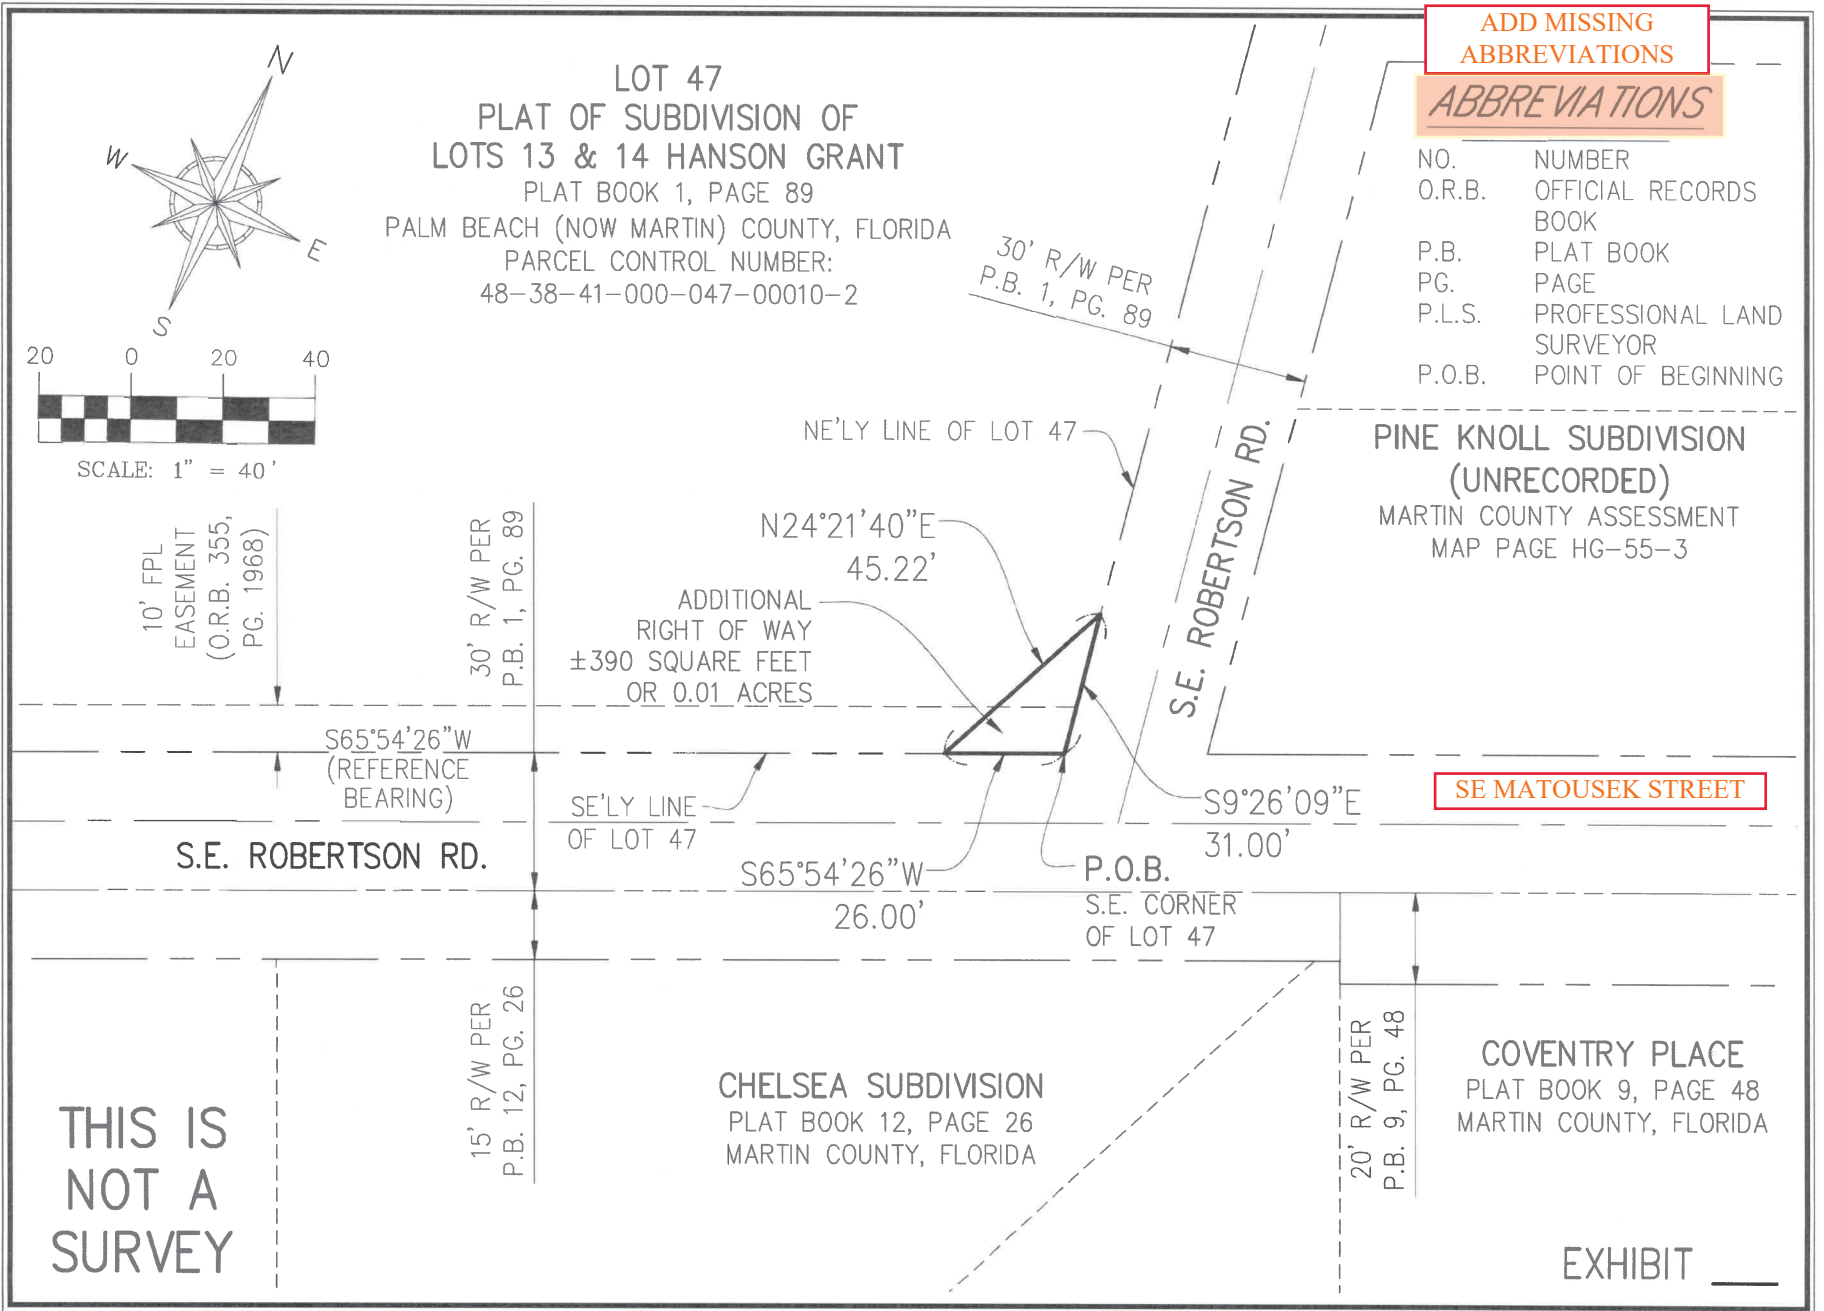 ADD MISSING
ABBREVIATIONS
ABBREVIATIONS
NO. NUMBER
O.R.B. OFFICIAL RECORDS
BOOK
P.B. PLAT BOOK
PG. PAGE
P.L.S. PROFESSIONAL LAND
SURVEYOR
P.O.B. POINT OF BEGINNING
N
W
E
S
LOT 47
PLAT OF SUBDIVISION OF
LOTS 13 & 14 HANSON GRANT
PLAT BOOK 1, PAGE 89
PALM BEACH (NOW MARTIN) COUNTY, FLORIDA
PARCEL CONTROL NUMBER:
48-38-41-000-047-00010-2
30' R/W PER
P.B. 1, PG. 89
20 0 20 40
SCALE: 1" = 40'
NE'LY LINE OF LOT 47
S.E. ROBERTSON RD.
PINE KNOLL SUBDIVISION
(UNRECORDED)
MARTIN COUNTY ASSESSMENT
MAP PAGE HG-55-3
10' FPL
EASEMENT
(O.R.B. 355,
PG. 1968)
30' R/W PER
P.B. 1, PG. 89
N24°21'40"E
45.22'
ADDITIONAL
RIGHT OF WAY
±390 SQUARE FEET
OR 0.01 ACRES
S65°54'26"W
(REFERENCE
BEARING)
SE'LY LINE
OF LOT 47
S9°26'09"E
31.00'
SE MATOUSEK STREET
S.E. ROBERTSON RD.
S65°54'26"W
26.00'
P.O.B.
S.E. CORNER
OF LOT 47
15' R/W PER
P.B. 12, PG. 26
CHELSEA SUBDIVISION
PLAT BOOK 12, PAGE 26
MARTIN COUNTY, FLORIDA
20' R/W PER
P.B. 9, PG. 48
COVENTRY PLACE
PLAT BOOK 9, PAGE 48
MARTIN COUNTY, FLORIDA
THIS IS
NOT A
SURVEY
EXHIBIT ___